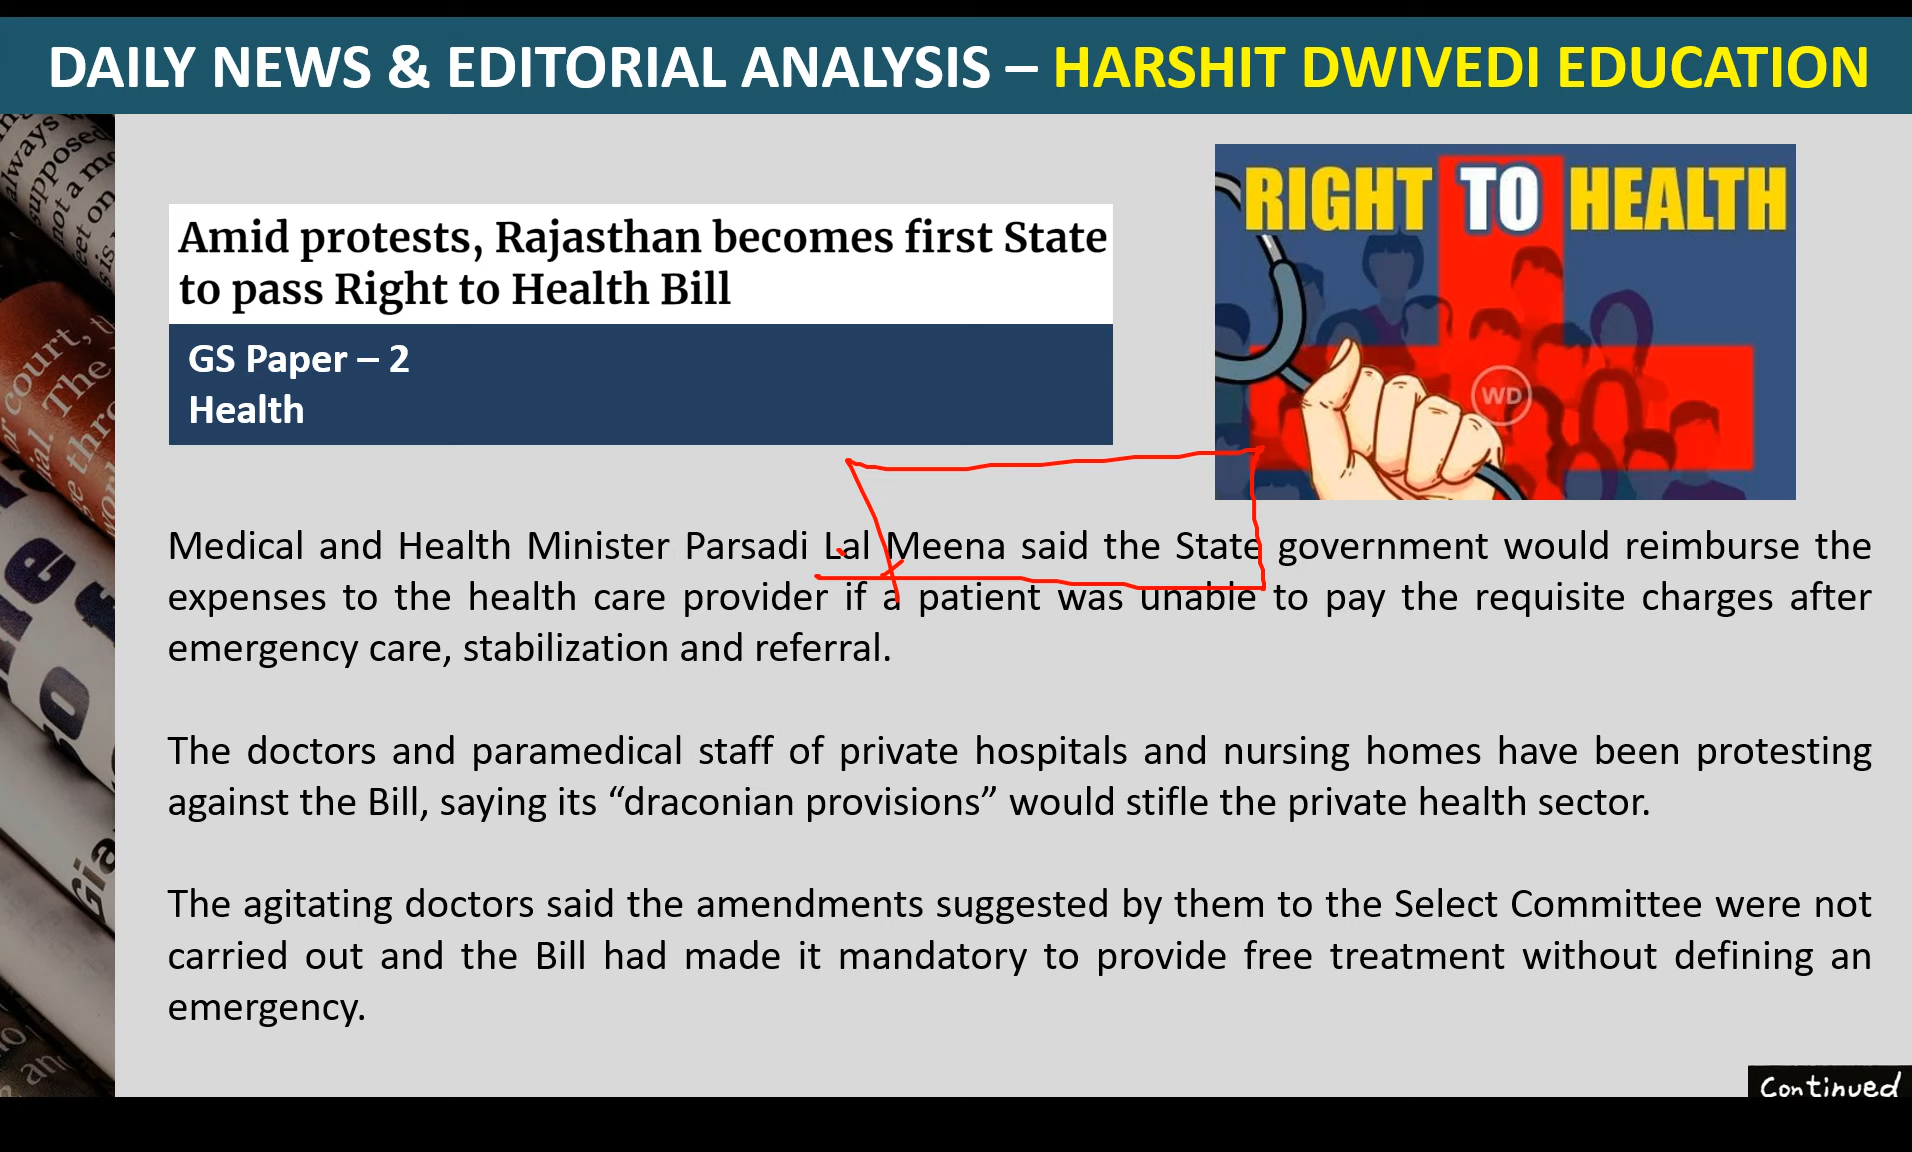 DAILY NEWS & EDITORIAL ANALYSIS – HARSHIT DWIVEDI EDUCATION
RIGHT TO HEALTH
WD
Amid protests, Rajasthan becomes first State
to pass Right to Health Bill
GS Paper – 2
Health
Medical and Health Minister Parsadi Lal Meena said the State government would reimburse the
expenses to the health care provider if a patient was unable to pay the requisite charges after
emergency care, stabilization and referral.
The doctors and paramedical staff of private hospitals and nursing homes have been protesting
against the Bill, saying its “draconian provisions” would stifle the private health sector.
The agitating doctors said the amendments suggested by them to the Select Committee were not
carried out and the Bill had made it mandatory to provide free treatment without defining an
emergency.
Continued
always
supposed
not a
court,
The